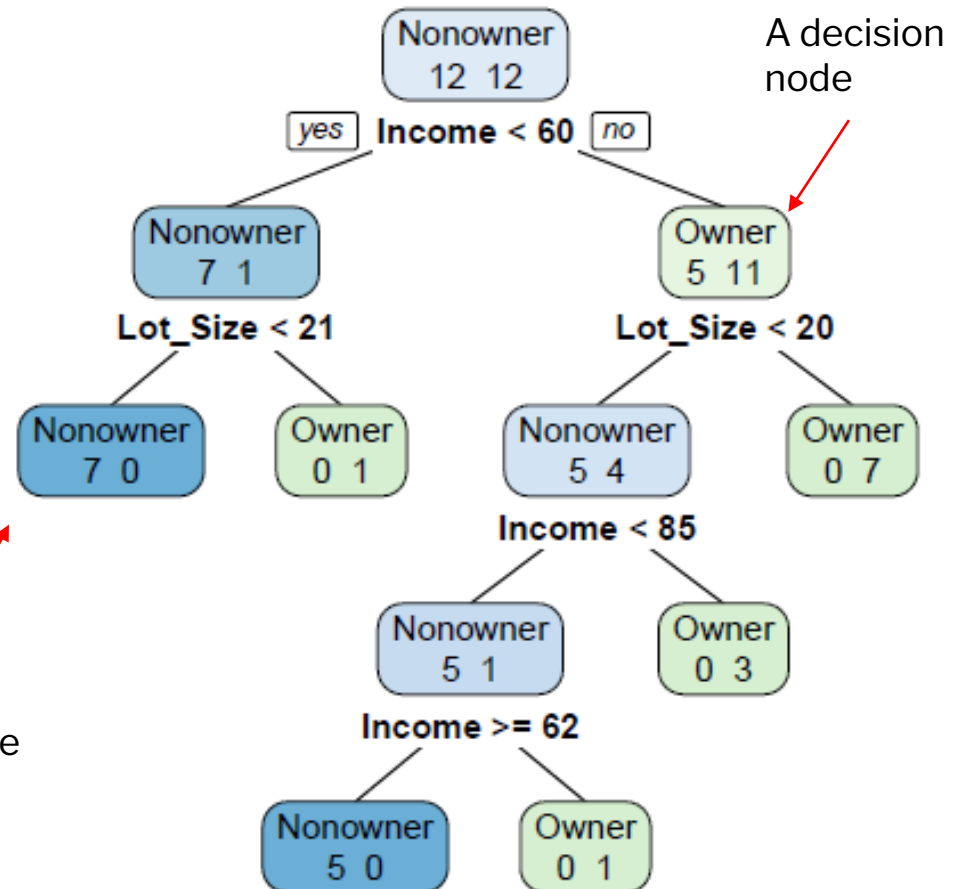 Nonowner
12 12
A decision
node
yes
Income < 60
no
Nonowner
7 1
Owner
5 11
Lot_Size < 21
Lot_Size < 20
Nonowner
7 0
Owner
0 1
Nonowner
5 4
Owner
0 7
Income < 85
Nonowner
5 1
Owner
0 3
Income >= 62
Nonowner
5 0
Owner
0 1